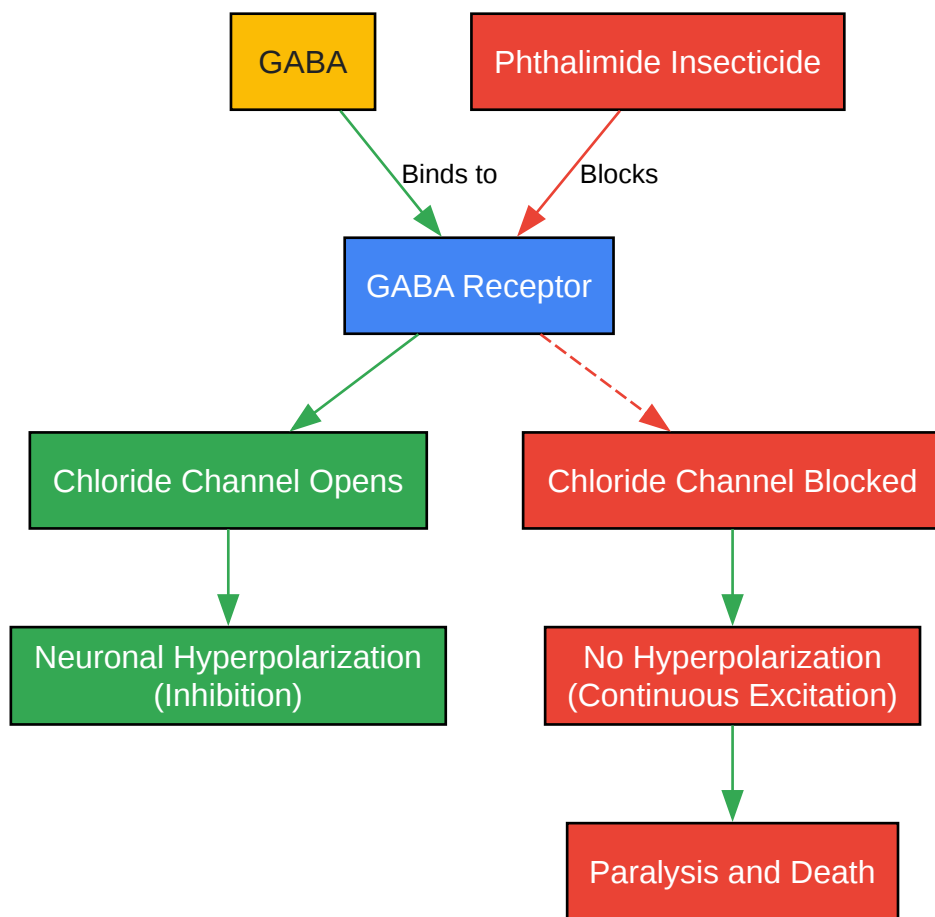 GABA
Phthalimide Insecticide
Binds to
Blocks
GABA Receptor
Chloride Channel Opens
Chloride Channel Blocked
Neuronal Hyperpolarization
(Inhibition)
No Hyperpolarization
(Continuous Excitation)
Paralysis and Death